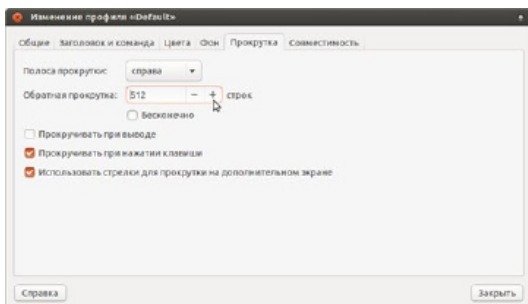 Изменение профиля «Default»
Общие Заголовок и команда Цвета Фон Прокрутка Совместимость
Полоса прокрутки: справа
Обратная прокрутка: 512 − + строк
Бесконечно
Прокручивать при выводе
Прокручивать при нажатии клавиши
Использовать стрелки для прокрутки на дополнительном экране
Справка Закрыть